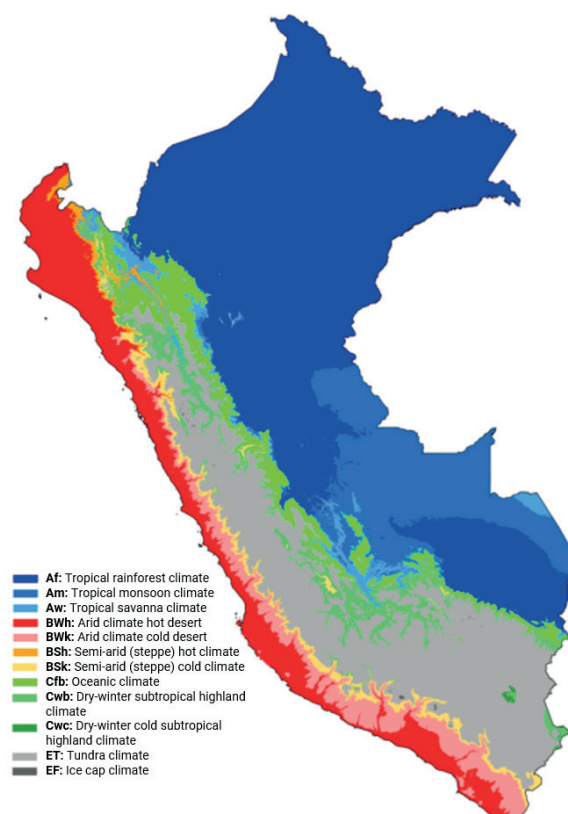 Af: Tropical rainforest climate
Am: Tropical monsoon climate
Aw: Tropical savanna climate
BWh: Arid climate hot desert
BWk: Arid climate cold desert
BSh: Semi-arid (steppe) hot climate
BSk: Semi-arid (steppe) cold climate
Cfb: Oceanic climate
Cwb: Dry-winter subtropical highland
climate
Cwc: Dry-winter cold subtropical
highland climate
ET: Tundra climate
EF: Ice cap climate